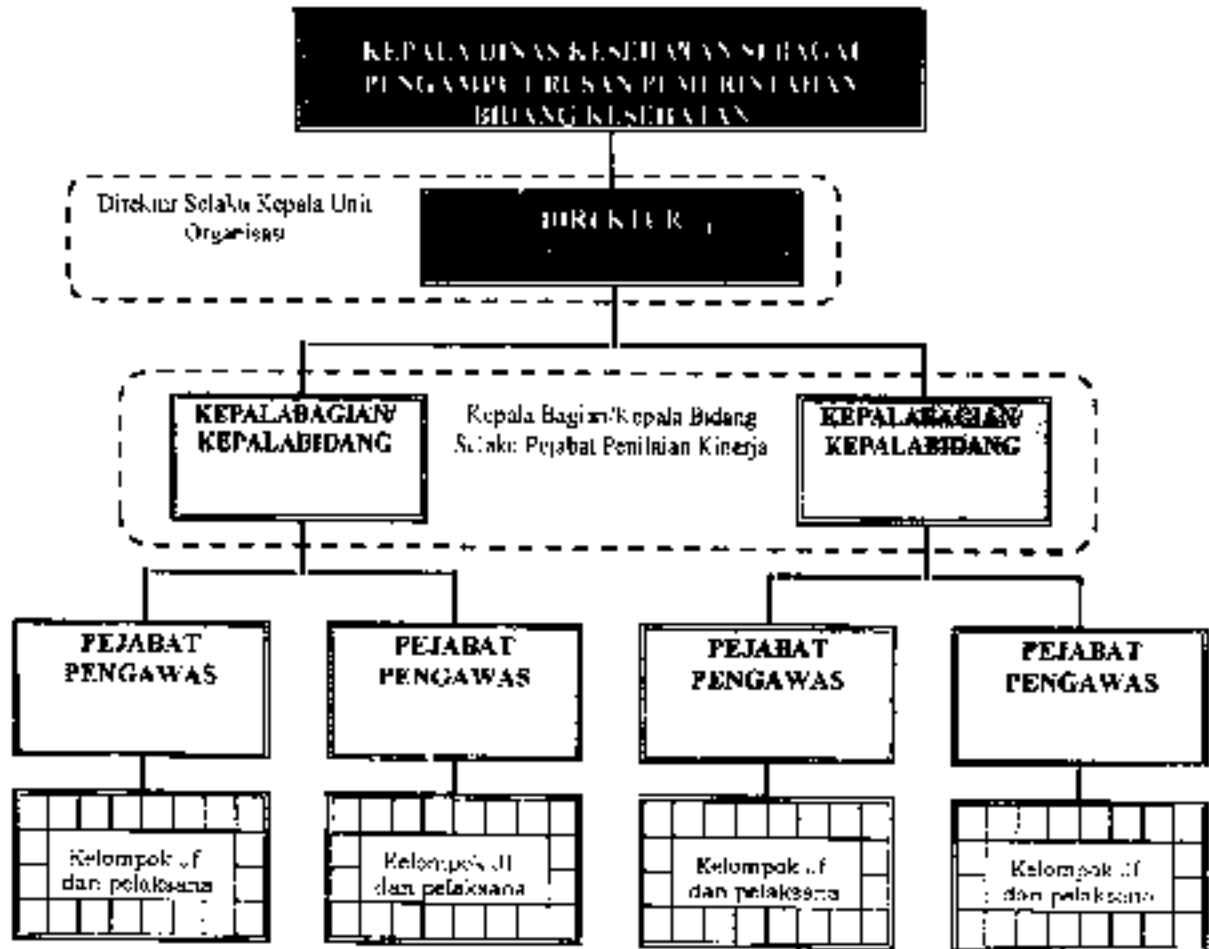 KEPALA DINAS KESEHATAN SEBAGAI
PENGAMPU URUSAN PEMERINTAHAN
BIDANG KESEHATAN
Direktur Selaku Kepala Unit
Organisasi
DIREKTUR
KEPALABAGIAN/
KEPALABIDANG
Kepala Bagian/Kepala Bidang
Selaku Pejabat Penilaian Kinerja
KEPALABAGIAN/
KEPALABIDANG
PEJABAT
PENGAWAS
PEJABAT
PENGAWAS
PEJABAT
PENGAWAS
PEJABAT
PENGAWAS
Kelompok Jf
dan pelaksana
Kelompok Jf
dan pelaksana
Kelompok Jf
dan pelaksana
Kelompok Jf
dan pelaksana